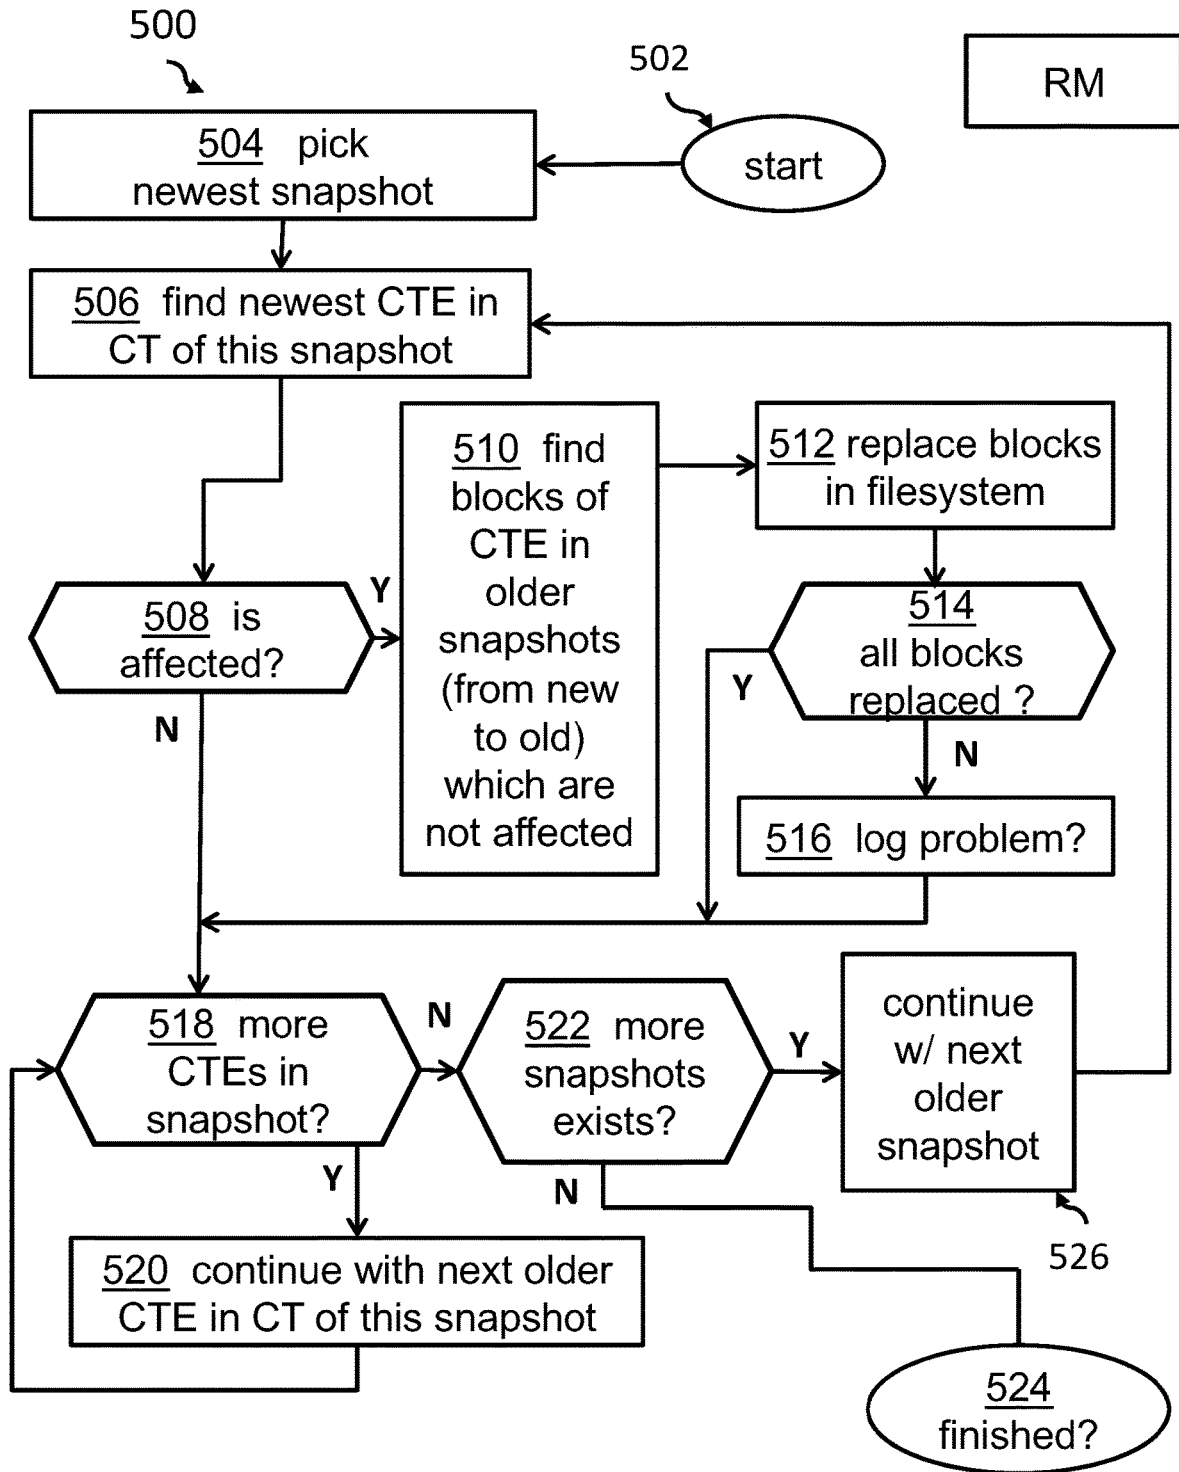 500
502
RM
504 pick
newest snapshot
start
506 find newest CTE in
CT of this snapshot
510 find
blocks of
CTE in
older
snapshots
(from new
to old)
which are
not affected
512 replace blocks
in filesystem
508 is
affected?
Y
N
514
all blocks
replaced ?
Y
N
516 log problem?
518 more
CTEs in
snapshot?
N
Y
522 more
snapshots
exists?
Y
N
continue
w/ next
older
snapshot
526
520 continue with next older
CTE in CT of this snapshot
524
finished?